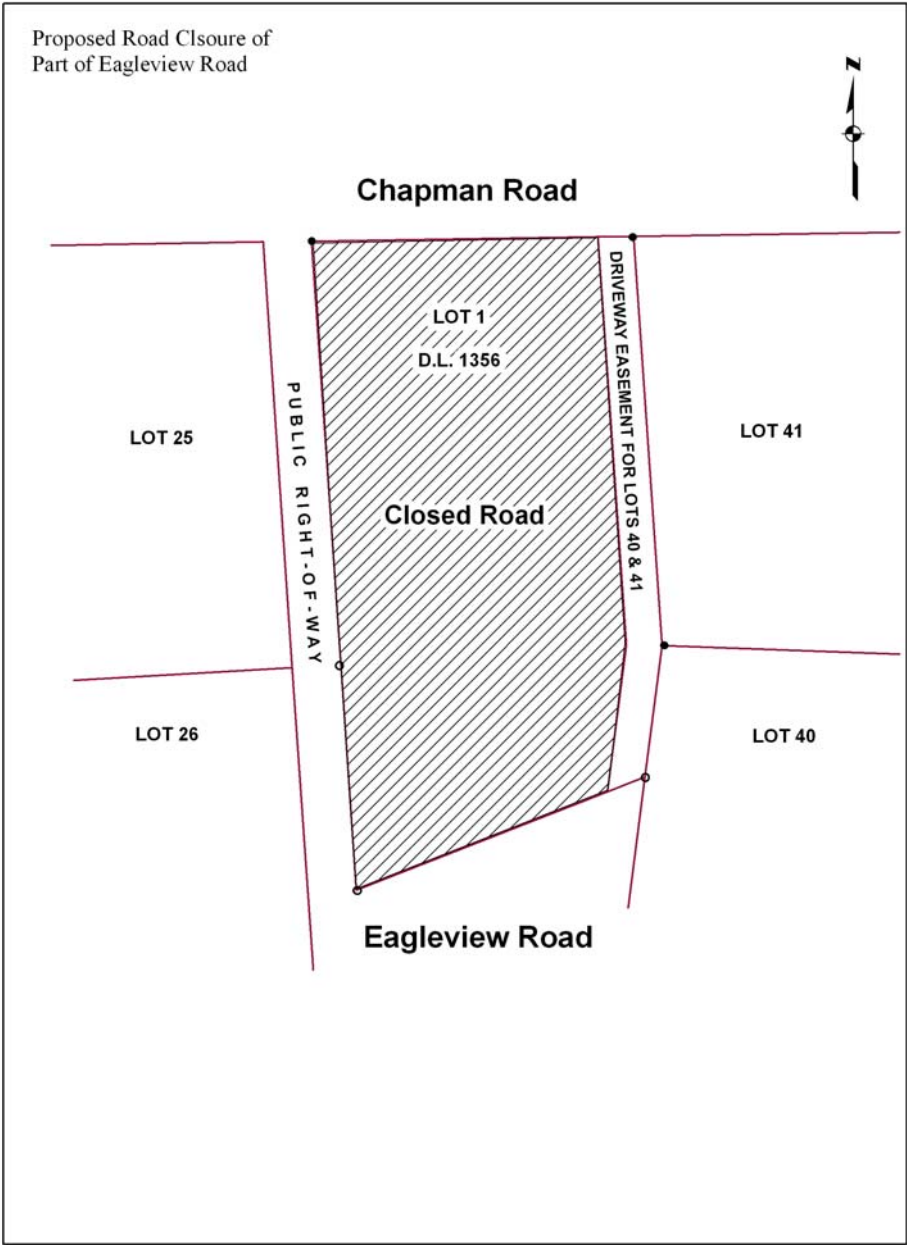 Proposed Road Clsoure of
Part of Eagleview Road
N
Chapman Road
LOT 1
D.L. 1356
DRIVEWAY EASEMENT FOR LOTS 40 & 41
PUBLIC RIGHT-OF-WAY
LOT 25
LOT 41
Closed Road
LOT 26
LOT 40
Eagleview Road